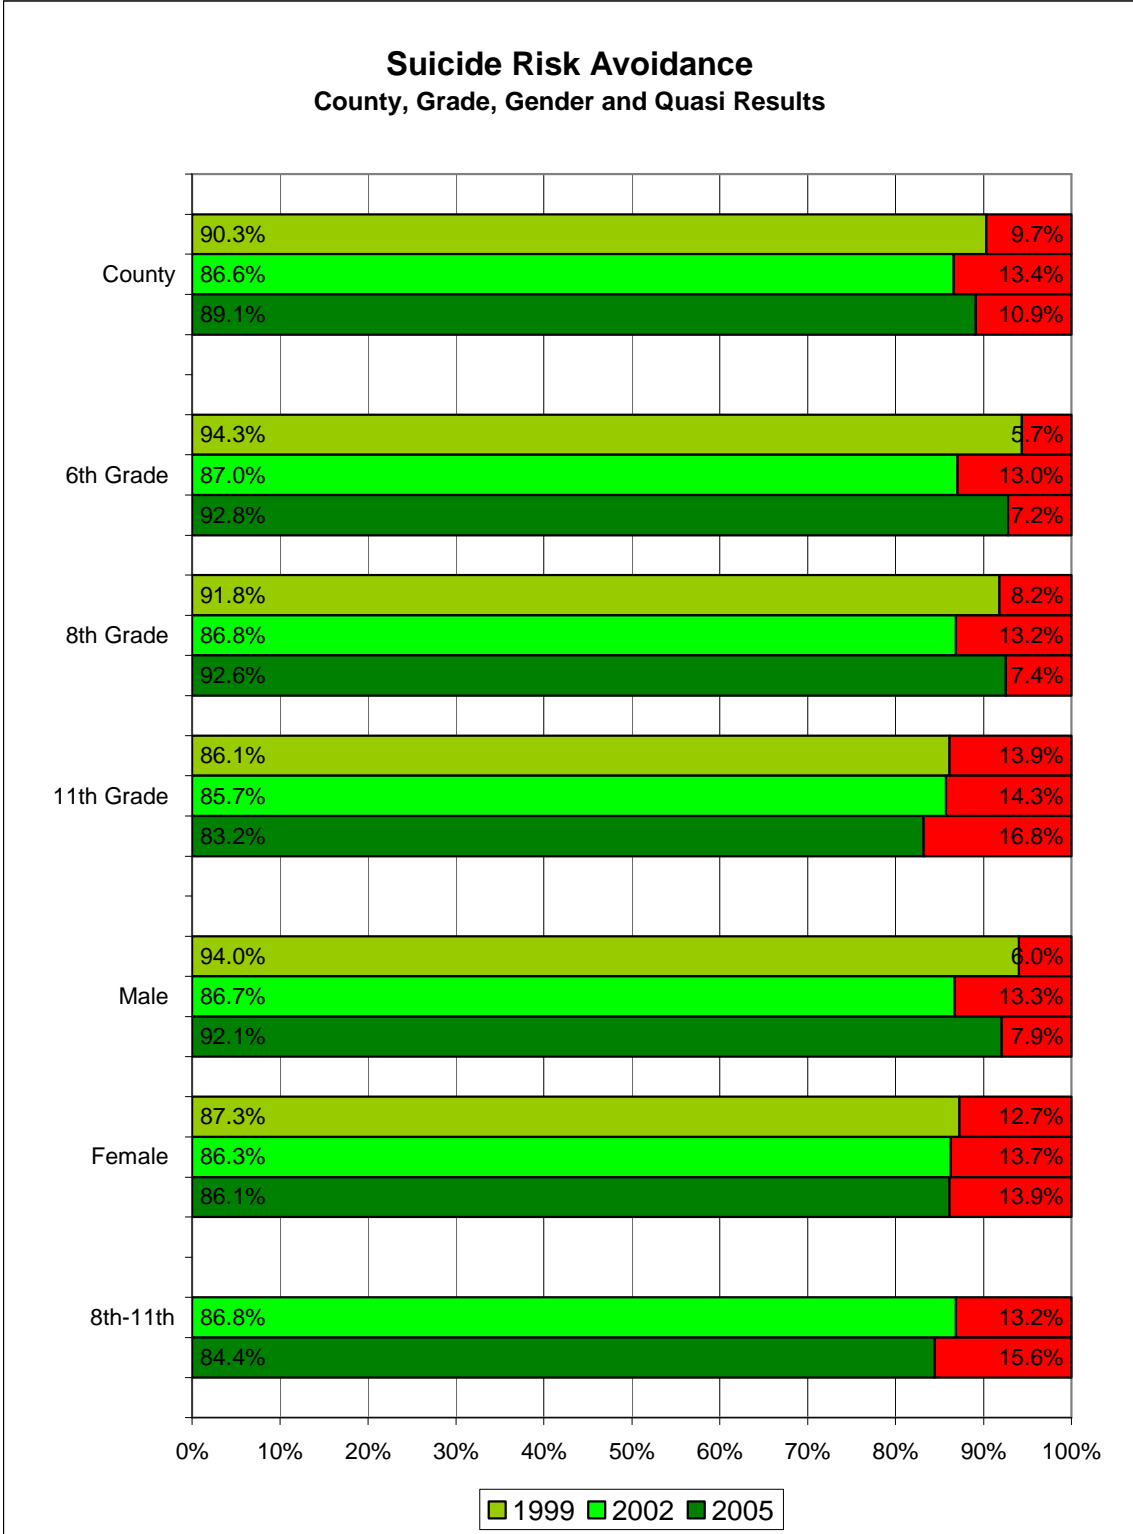 Suicide Risk Avoidance
County, Grade, Gender and Quasi Results
90.3% 9.7%
County 86.6% 13.4%
89.1% 10.9%
94.3% 5.7%
6th Grade 87.0% 13.0%
92.8% 7.2%
91.8% 8.2%
8th Grade 86.8% 13.2%
92.6% 7.4%
86.1% 13.9%
11th Grade 85.7% 14.3%
83.2% 16.8%
94.0% 6.0%
Male 86.7% 13.3%
92.1% 7.9%
87.3% 12.7%
Female 86.3% 13.7%
86.1% 13.9%
8th-11th 86.8% 13.2%
84.4% 15.6%
0% 10% 20% 30% 40% 50% 60% 70% 80% 90% 100%
1999 2002 2005